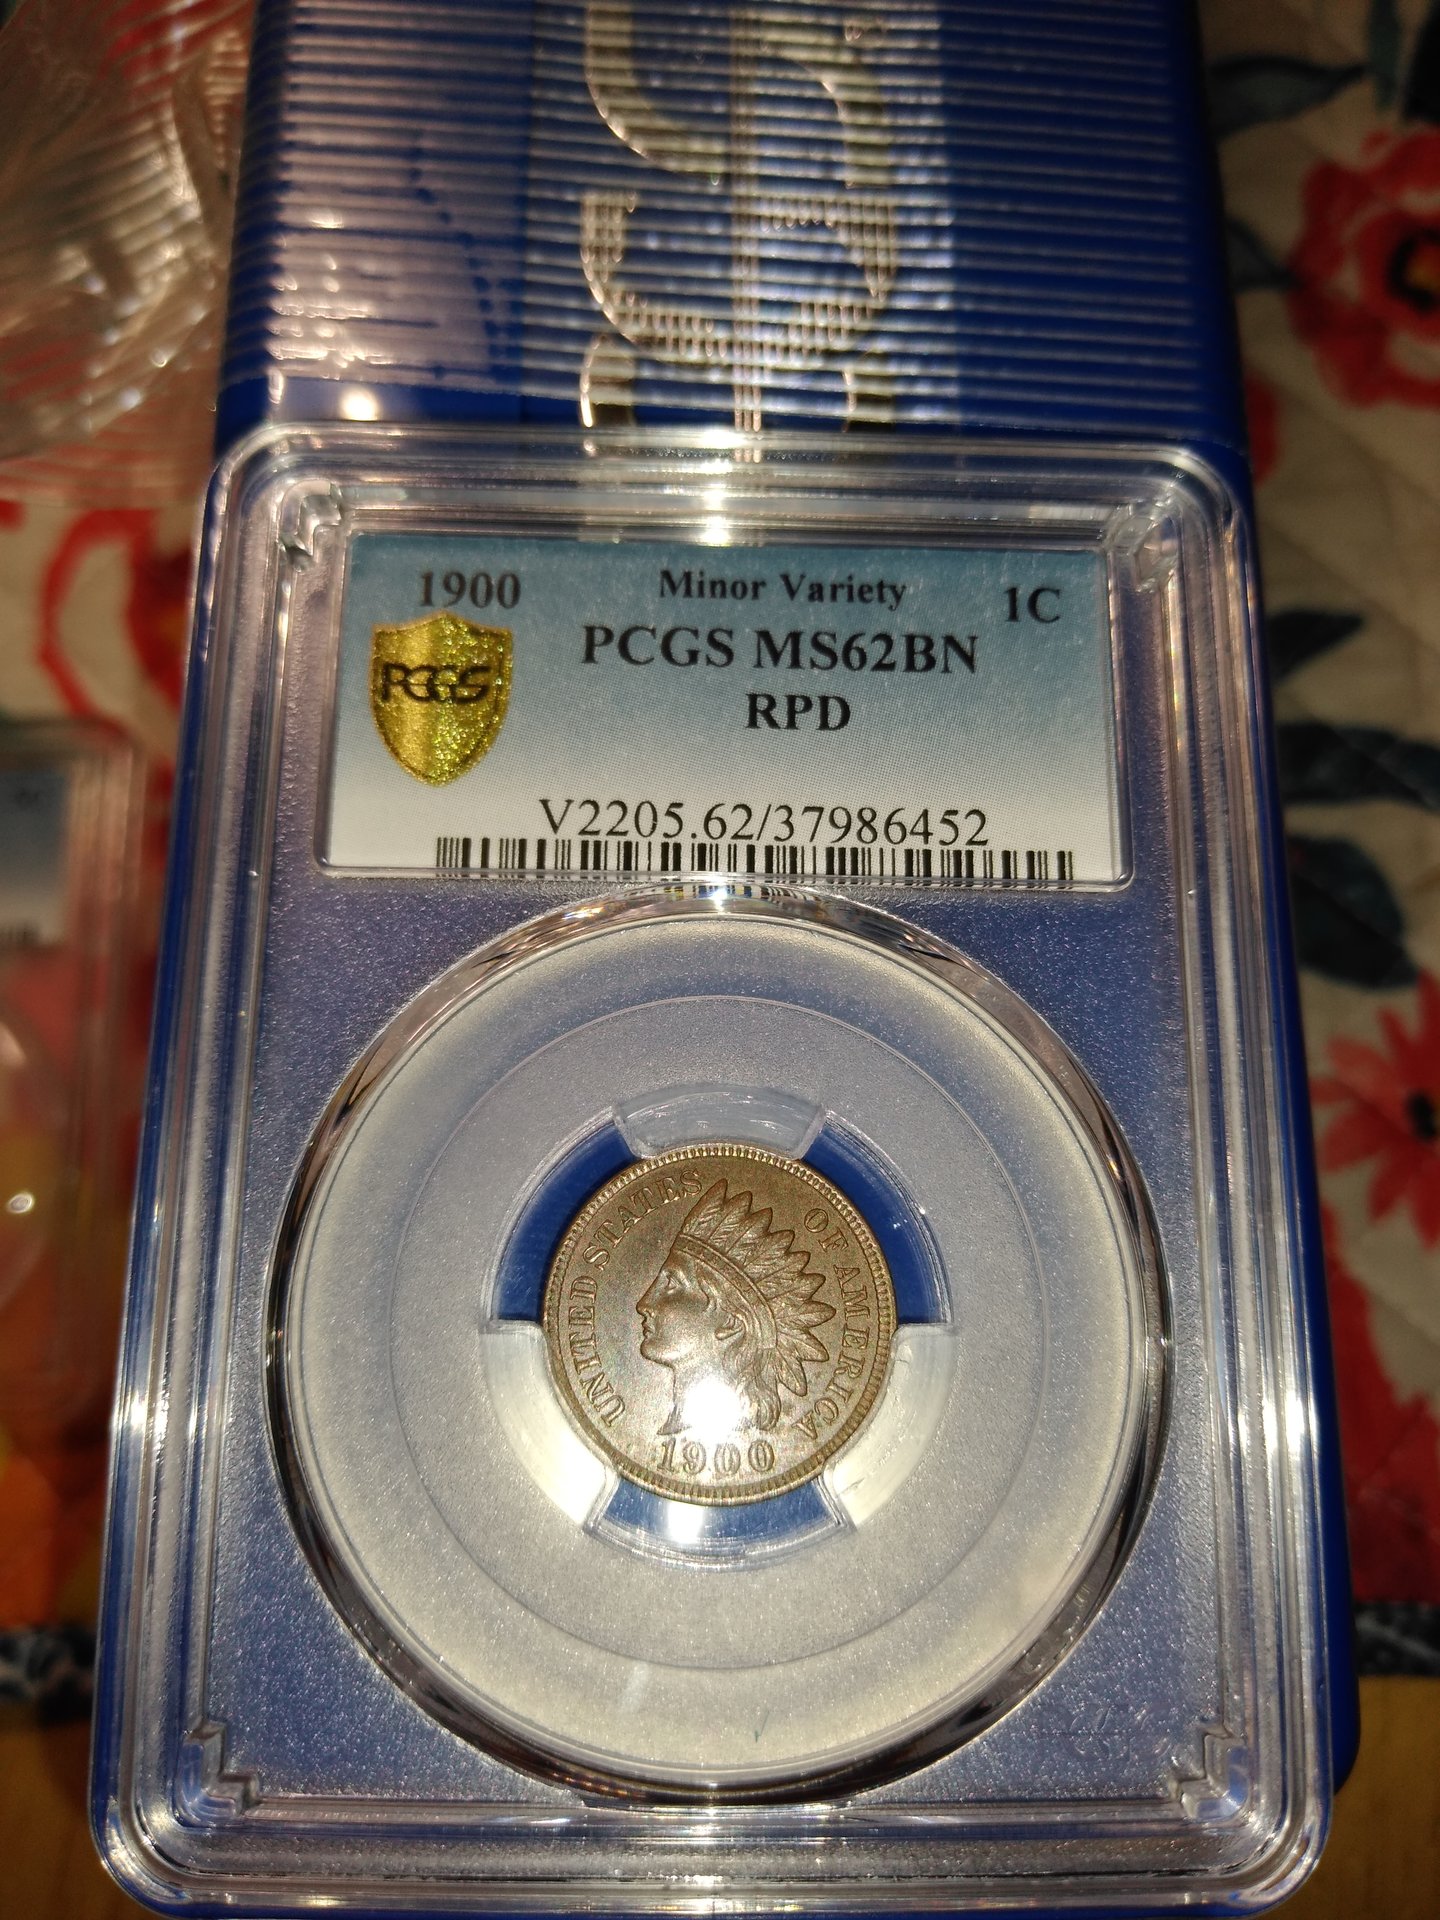 1900
Minor Variety
1C
PCGS MS62BN
RPD
PCGS
V2205.62/37986452
UNITED STATES OF AMERICA
1900